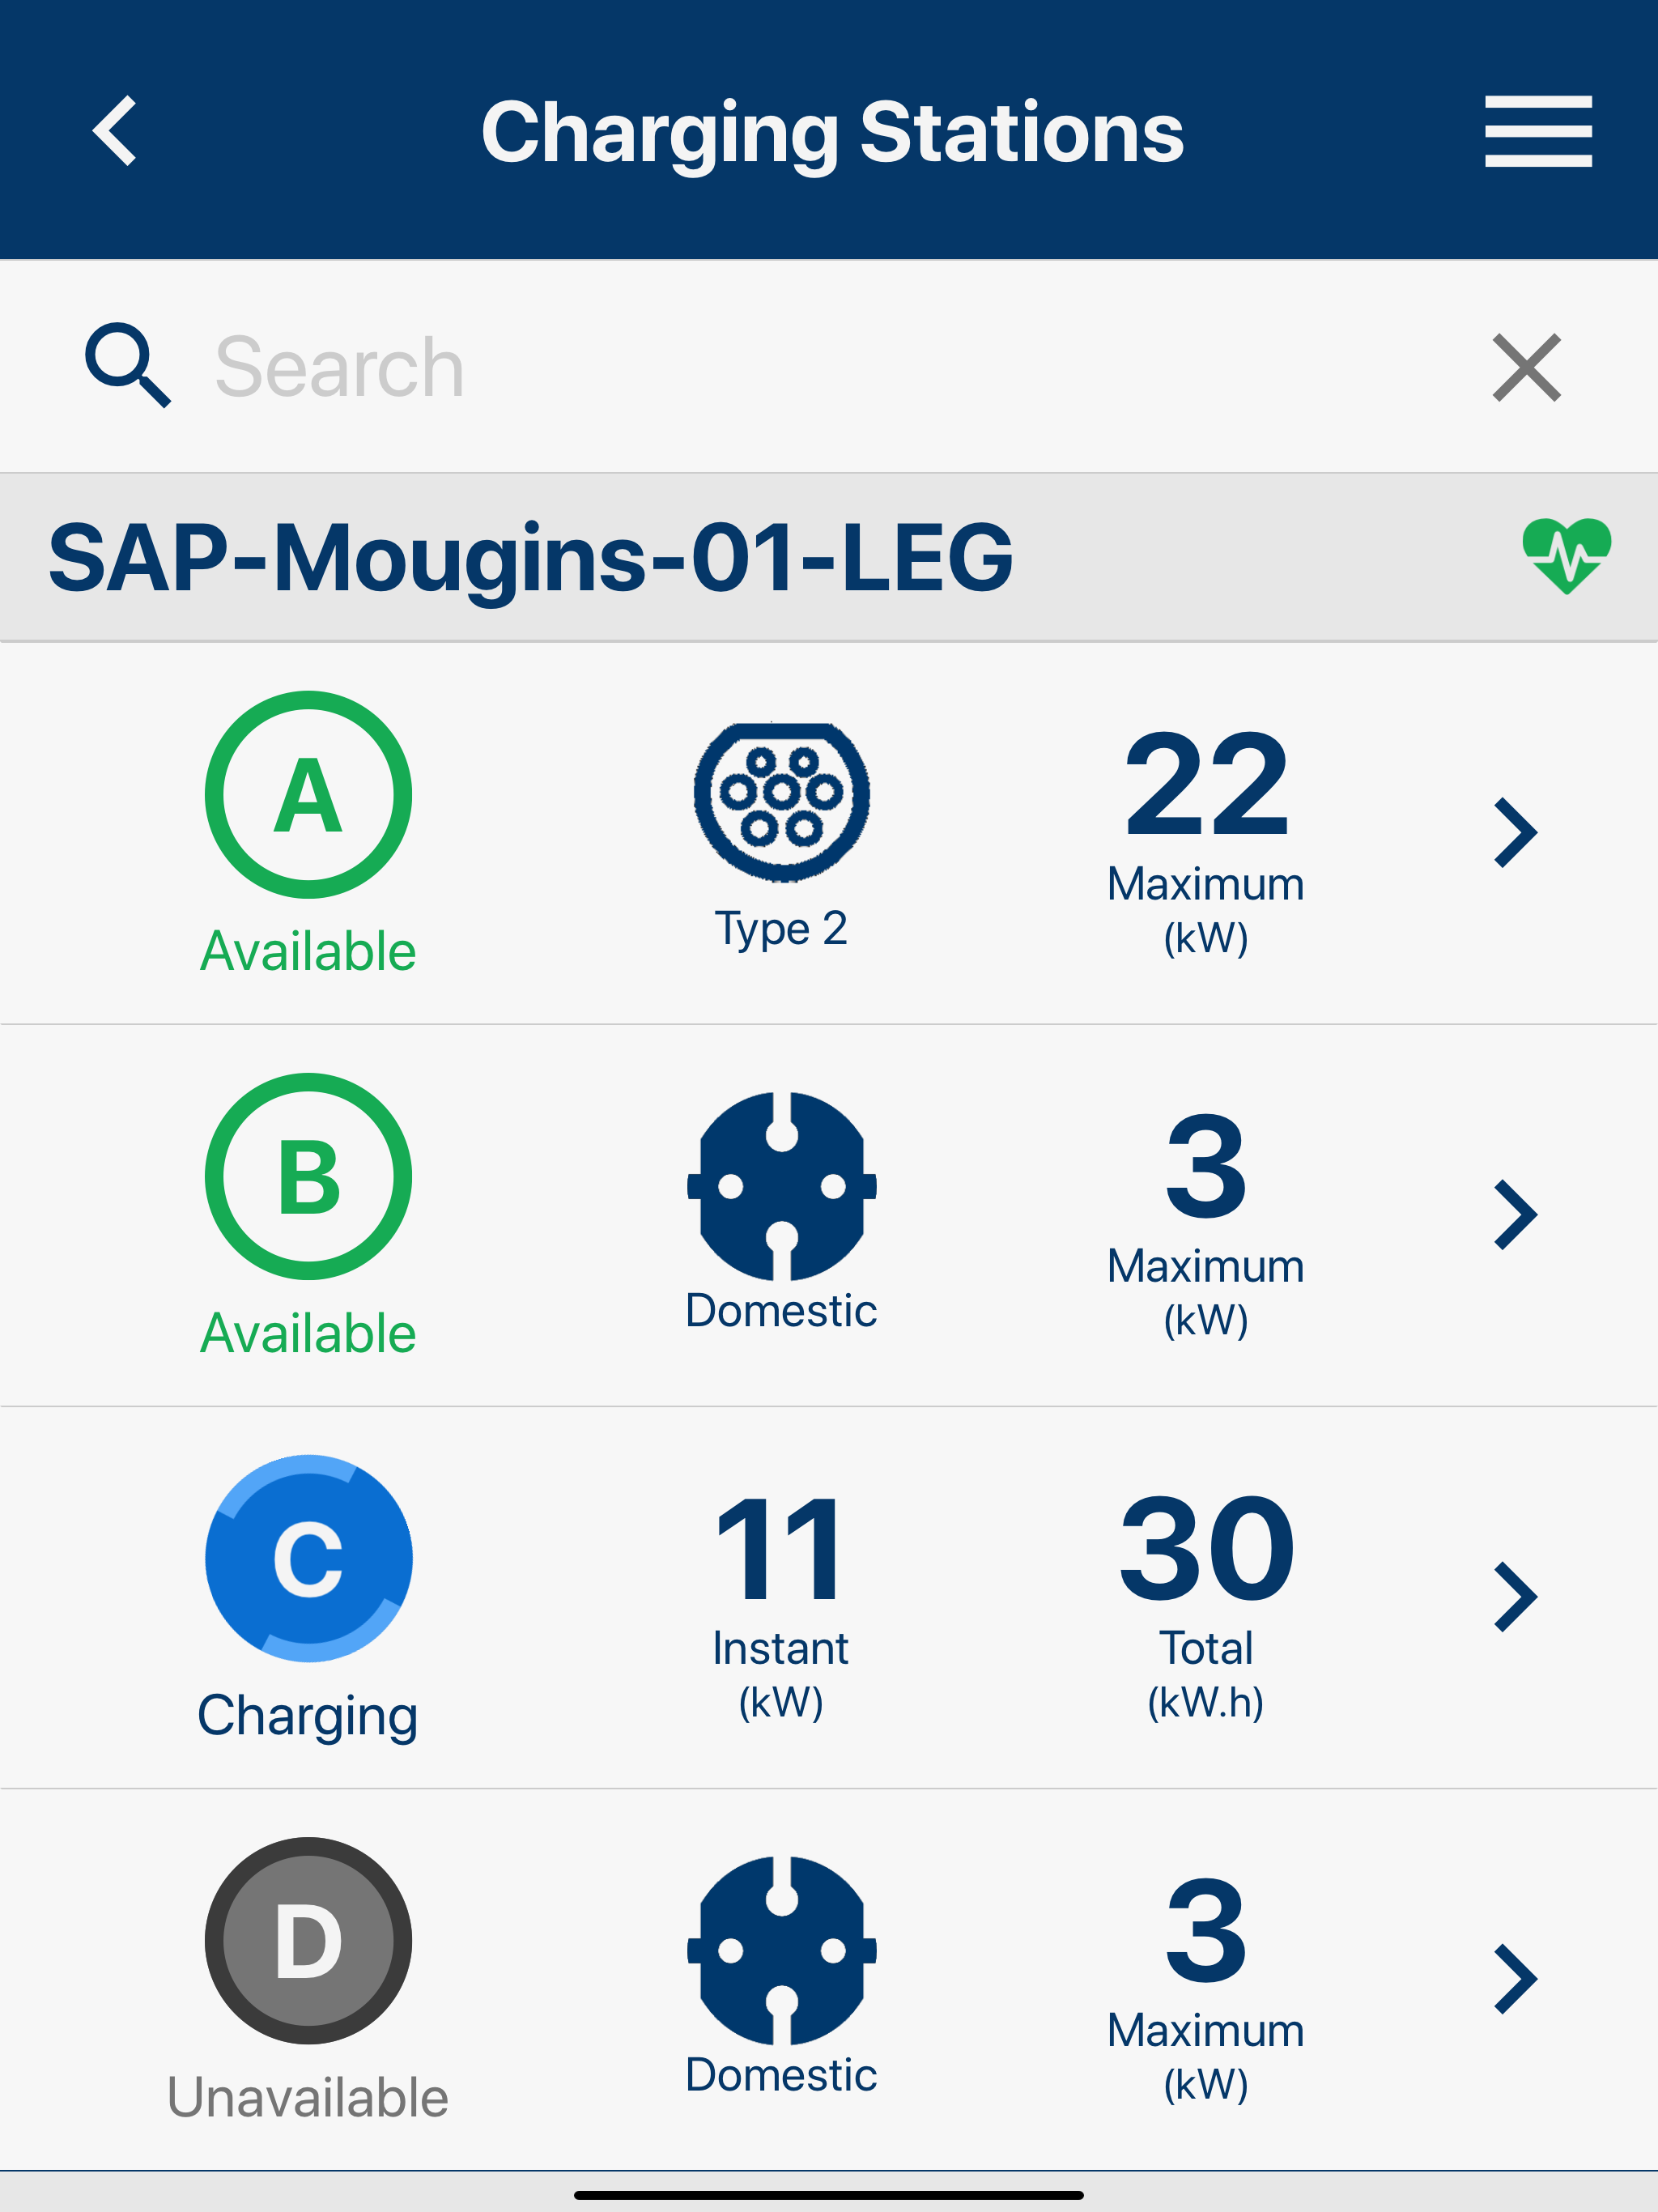 Charging Stations
Search
SAP-Mougins-01-LEG
A
Available
Type 2
22
Maximum
(kW)
B
Available
Domestic
3
Maximum
(kW)
C
Charging
11
Instant
(kW)
30
Total
(kW.h)
D
Unavailable
Domestic
3
Maximum
(kW)